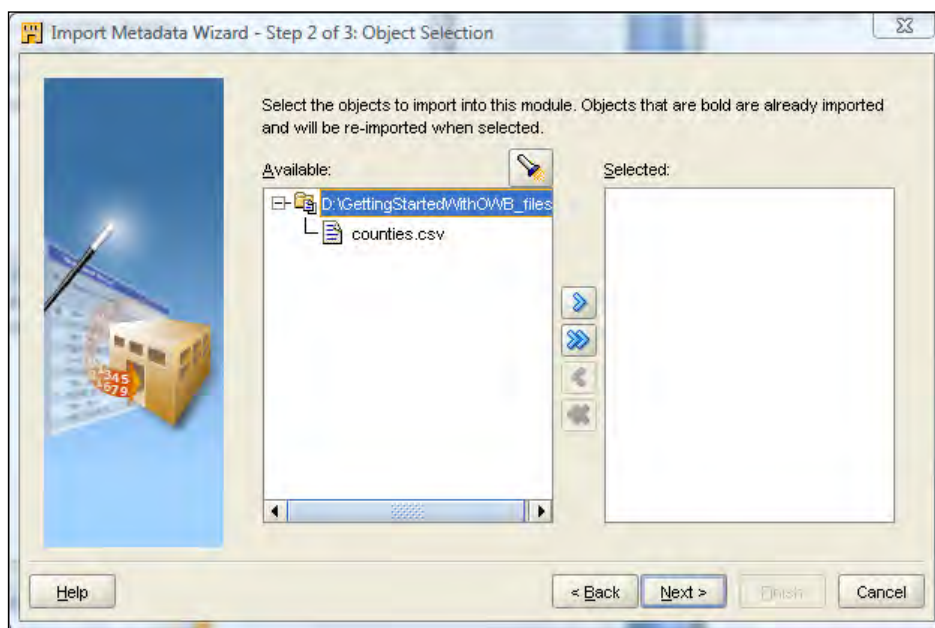 Import Metadata Wizard - Step 2 of 3: Object Selection
Select the objects to import into this module. Objects that are bold are already imported
and will be re-imported when selected.
Available:
Selected:
D:\GettingStartedWithOWB_files
counties.csv
345
679
Help
< Back
Next >
Finish
Cancel